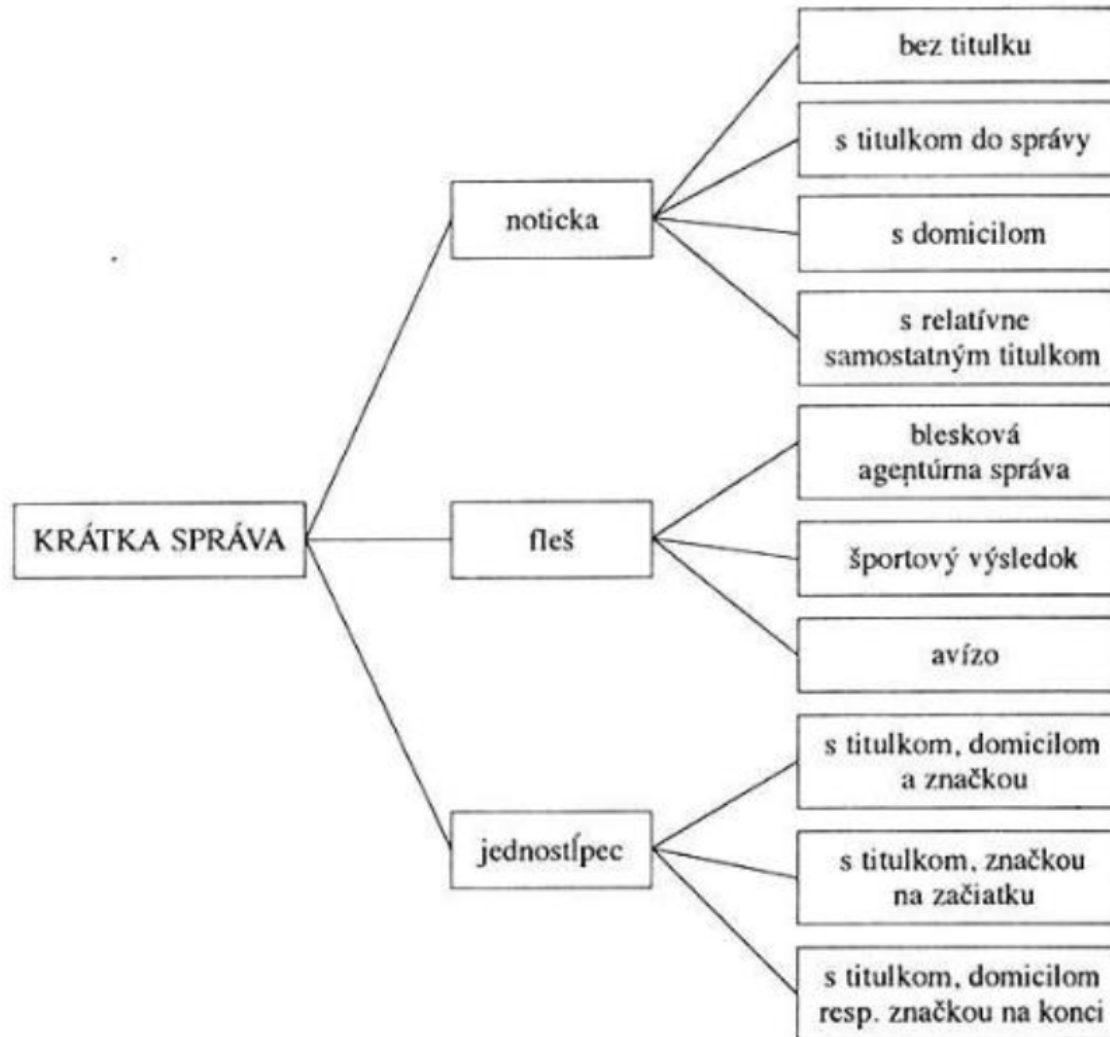 bez titulku
s titulkom do správy
noticka
s domicilom
s relatívne
samostatným titulkom
blesková
agentúrna správa
KRÁTKA SPRÁVA
fleš
športový výsledok
avízo
s titulkom, domicilom
a značkou
jednostĺpec
s titulkom, značkou
na začiatku
s titulkom, domicilom
resp. značkou na konci